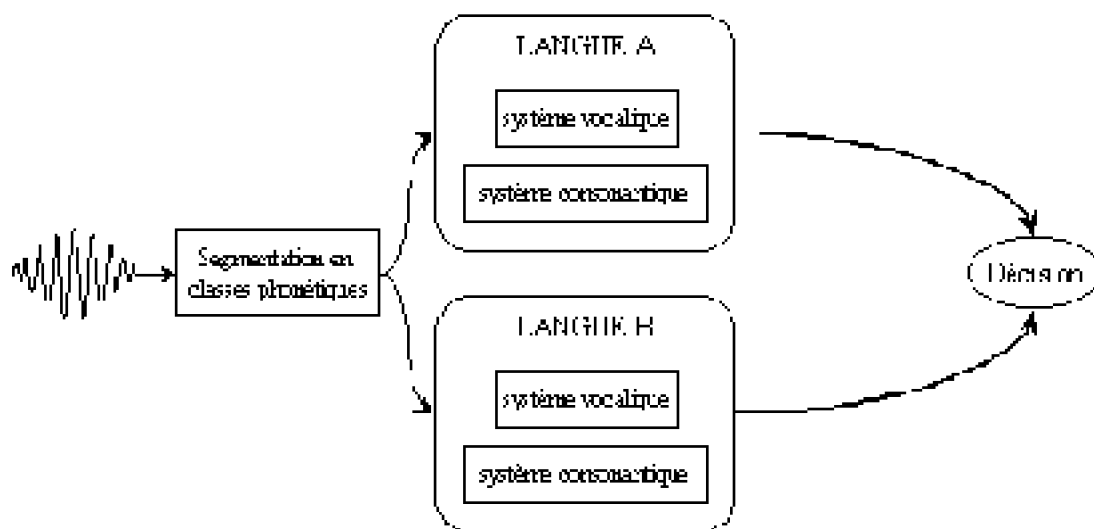 LANGUE A
système vocalique
système consonantique
Segmentation en
classes phonétiques
Décision
LANGUE B
système vocalique
système consonantique